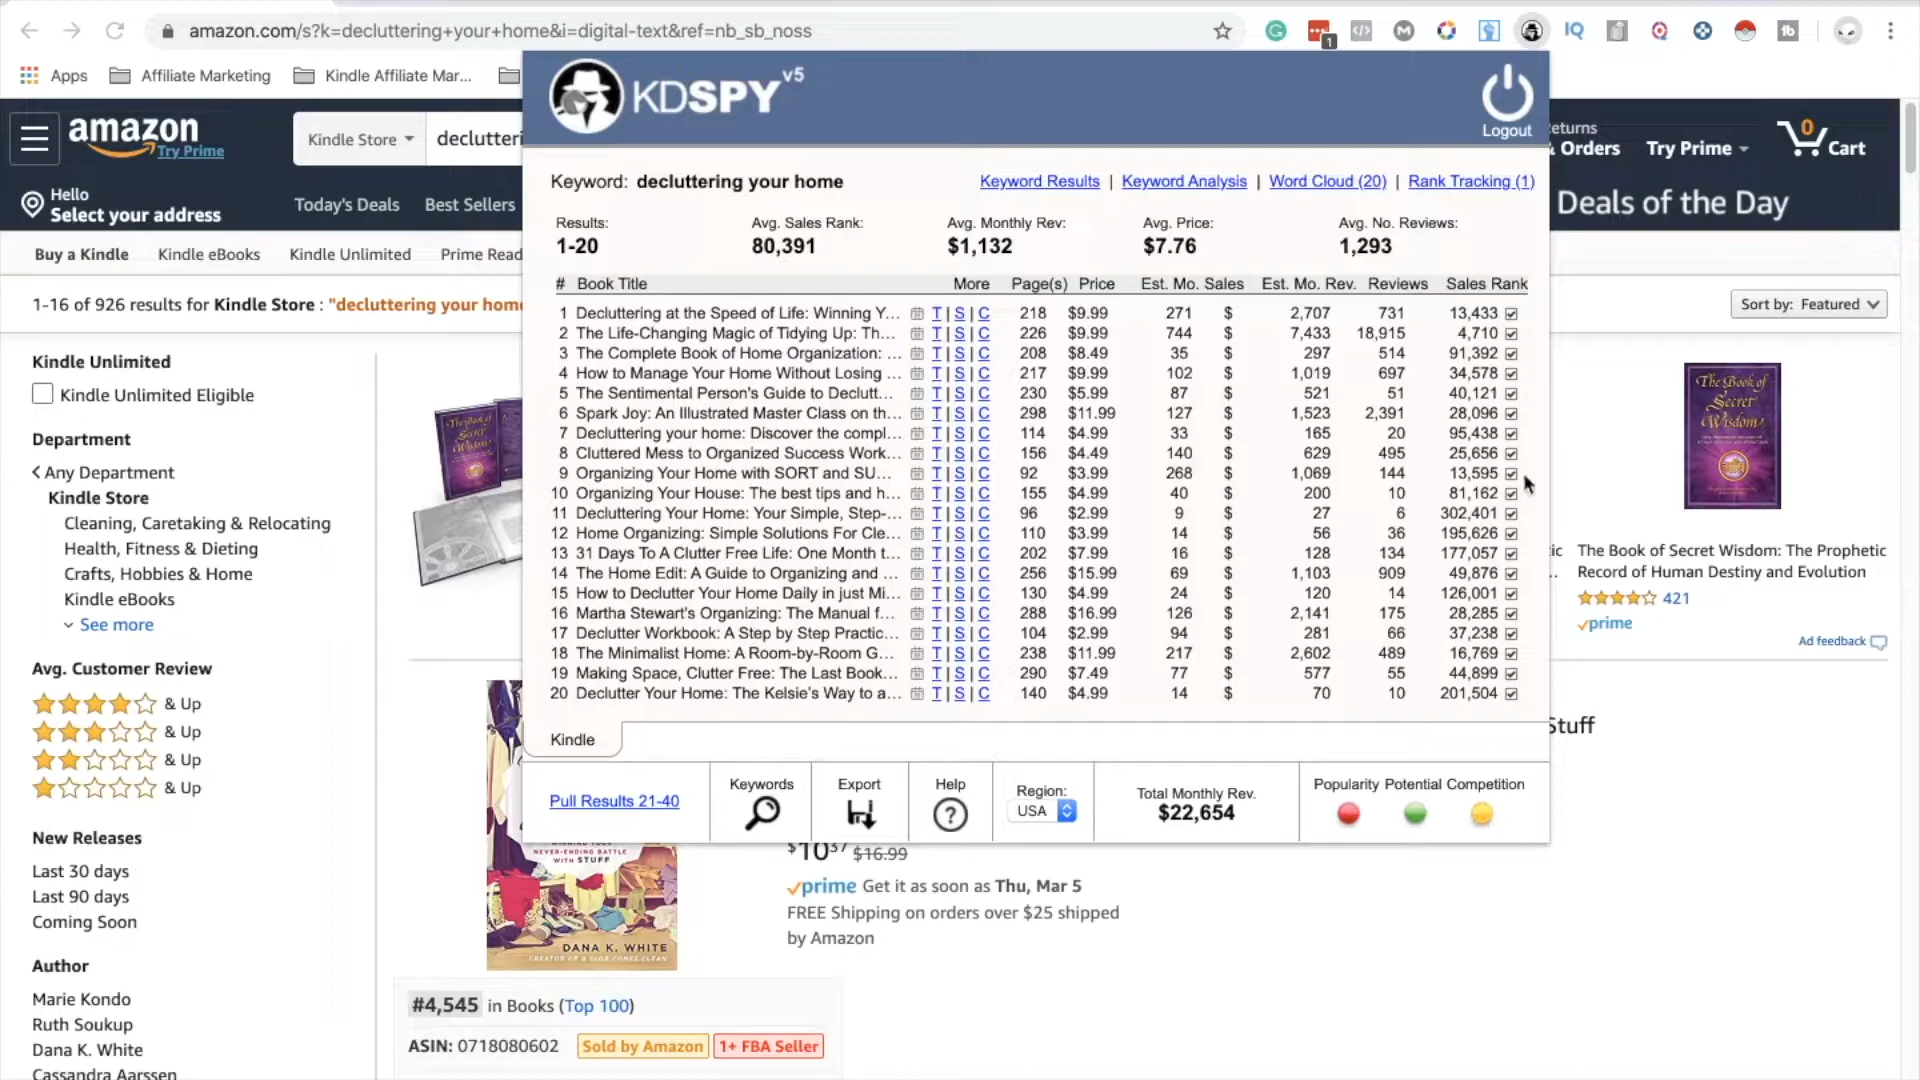 amazon.com/s?k=decluttering+your+home&i=digital-text&ref=nb_sb_noss
1
IQ
tb
Apps
Affiliate Marketing
Kindle Affiliate Mar...
KDSPY v5
Logout
amazon
Try Prime
Kindle Store
declutteri
Returns
& Orders
Try Prime
0
Cart
Hello
Select your address
Today's Deals
Best Sellers
Deals of the Day
Buy a Kindle
Kindle eBooks
Kindle Unlimited
Prime Read
1-16 of 926 results for Kindle Store : "decluttering your home
Sort by: Featured
Keyword: decluttering your home
Keyword Results | Keyword Analysis | Word Cloud (20) | Rank Tracking (1)
Results: Avg. Sales Rank: Avg. Monthly Rev: Avg. Price: Avg. No. Reviews:
1-20 80,391 $1,132 $7.76 1,293
# Book Title More Page(s) Price Est. Mo. Sales Est. Mo. Rev. Reviews Sales Rank
1 Decluttering at the Speed of Life: Winning Y... T | S | C 218 $9.99 271 $ 2,707 731 13,433
2 The Life-Changing Magic of Tidying Up: Th... T | S | C 226 $9.99 744 $ 7,433 18,915 4,710
3 The Complete Book of Home Organization: ... T | S | C 208 $8.49 35 $ 297 514 91,392
4 How to Manage Your Home Without Losing ... T | S | C 217 $9.99 102 $ 1,019 697 34,578
5 The Sentimental Person's Guide to Declutt... T | S | C 230 $5.99 87 $ 521 51 40,121
6 Spark Joy: An Illustrated Master Class on th... T | S | C 298 $11.99 127 $ 1,523 2,391 28,096
7 Decluttering your home: Discover the compl... T | S | C 114 $4.99 33 $ 165 20 95,438
8 Cluttered Mess to Organized Success Work... T | S | C 156 $4.49 140 $ 629 495 25,656
9 Organizing Your Home with SORT and SU... T | S | C 92 $3.99 268 $ 1,069 144 13,595
10 Organizing Your House: The best tips and h... T | S | C 155 $4.99 40 $ 200 10 81,162
11 Decluttering Your Home: Your Simple, Step-... T | S | C 96 $2.99 9 $ 27 6 302,401
12 Home Organizing: Simple Solutions For Cle... T | S | C 110 $3.99 14 $ 56 36 195,626
13 31 Days To A Clutter Free Life: One Month t... T | S | C 202 $7.99 16 $ 128 134 177,057
14 The Home Edit: A Guide to Organizing and ... T | S | C 256 $15.99 69 $ 1,103 909 49,876
15 How to Declutter Your Home Daily in just Mi... T | S | C 130 $4.99 24 $ 120 14 126,001
16 Martha Stewart's Organizing: The Manual f... T | S | C 288 $16.99 126 $ 2,141 175 28,285
17 Declutter Workbook: A Step by Step Practic... T | S | C 104 $2.99 94 $ 281 66 37,238
18 The Minimalist Home: A Room-by-Room G... T | S | C 238 $11.99 217 $ 2,602 489 16,769
19 Making Space, Clutter Free: The Last Book... T | S | C 290 $7.49 77 $ 577 55 44,899
20 Declutter Your Home: The Kelsie's Way to a... T | S | C 140 $4.99 14 $ 70 10 201,504
Kindle
Pull Results 21-40
Keywords
Export
Help
?
Region:
USA
Total Monthly Rev.
$22,654
Popularity Potential Competition
Kindle Unlimited
Kindle Unlimited Eligible
Department
Any Department
Kindle Store
Cleaning, Caretaking & Relocating
Health, Fitness & Dieting
Crafts, Hobbies & Home
Kindle eBooks
See more
Avg. Customer Review
& Up
& Up
& Up
& Up
New Releases
Last 30 days
Last 90 days
Coming Soon
Author
Marie Kondo
Ruth Soukup
Dana K. White
Cassandra Aarssen
The Book of
Secret
Wisdom
The Book of Secret Wisdom: The Prophetic
Record of Human Destiny and Evolution
421
prime
Ad feedback
Stuff
NEVER-ENDING BATTLE
WITH STUFF
DANA K. WHITE
CREATOR OF A SLOB COMES CLEAN
$10.37 $16.99
prime Get it as soon as Thu, Mar 5
FREE Shipping on orders over $25 shipped
by Amazon
#4,545 in Books (Top 100)
ASIN: 0718080602 Sold by Amazon 1+ FBA Seller